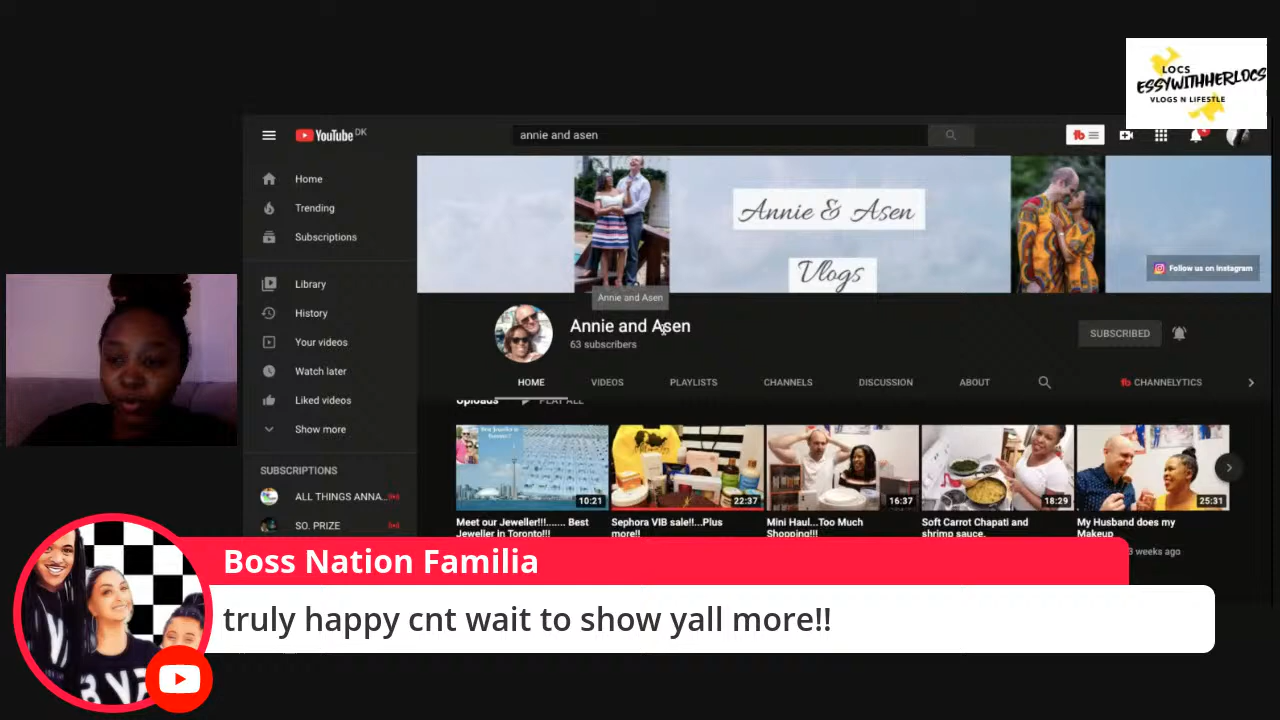 LOCS
ESSYWITHHERLOCS
VLOGS N LIFESTLE
YouTube DK
annie and asen
Home
Trending
Subscriptions
Library
History
Your videos
Watch later
Liked videos
Show more
SUBSCRIPTIONS
ALL THINGS ANNA...
SO. PRIZE
Annie & Asen
Vlogs
Follow us on Instagram
Annie and Asen
Annie and Asen
63 subscribers
SUBSCRIBED
HOME VIDEOS PLAYLISTS CHANNELS DISCUSSION ABOUT CHANNELYTICS
Uploads PLAY ALL
10:21 22:37 16:37 18:29 25:31
Meet our Jeweller!!!....... Best
Jeweller in Toronto!!!
Sephora VIB sale!!...Plus
more!!
Mini Haul...Too Much
Shopping!!!
Soft Carrot Chapati and
shrimp sauce.
My Husband does my
Makeup
3 weeks ago
Boss Nation Familia
truly happy cnt wait to show yall more!!